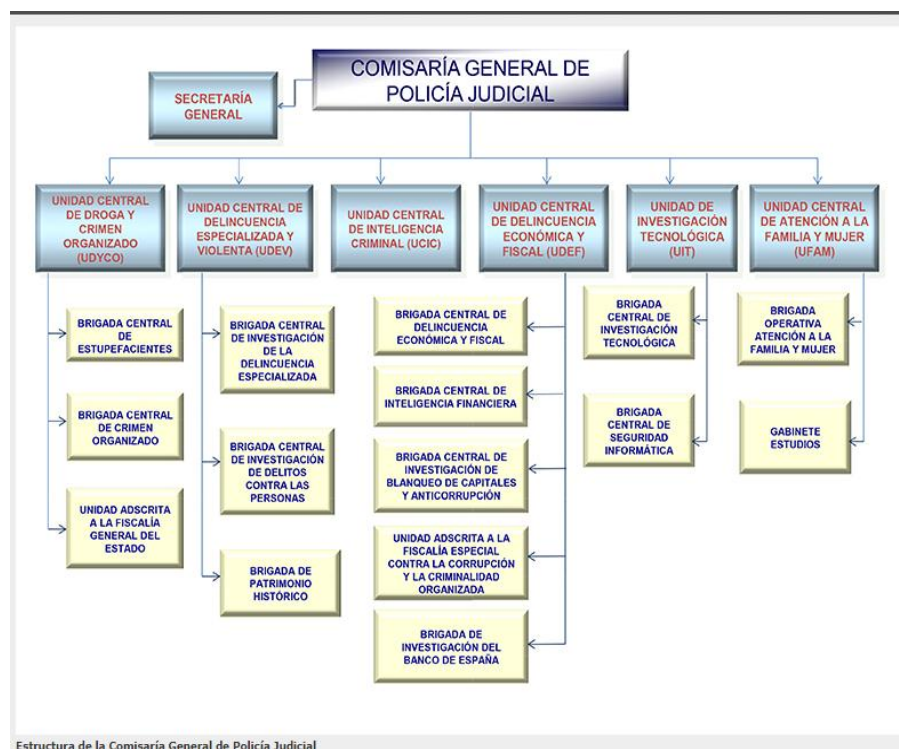 COMISARÍA GENERAL DE
POLICÍA JUDICIAL
SECRETARÍA
GENERAL
UNIDAD CENTRAL
DE DROGA Y
CRIMEN
ORGANIZADO
(UDYCO)
UNIDAD CENTRAL DE
DELINCUENCIA
ESPECIALIZADA Y
VIOLENTA (UDEV)
UNIDAD CENTRAL
DE INTELIGENCIA
CRIMINAL (UCIC)
UNIDAD CENTRAL
DE DELINCUENCIA
ECONÓMICA Y
FISCAL (UDEF)
UNIDAD DE
INVESTIGACIÓN
TECNOLÓGICA
(UIT)
UNIDAD CENTRAL
DE ATENCIÓN A LA
FAMILIA Y MUJER
(UFAM)
BRIGADA CENTRAL
DE
ESTUPEFACIENTES
BRIGADA CENTRAL
DE CRIMEN
ORGANIZADO
UNIDAD ADSCRITA
A LA FISCALÍA
GENERAL DEL
ESTADO
BRIGADA CENTRAL
DE INVESTIGACIÓN
DE LA
DELINCUENCIA
ESPECIALIZADA
BRIGADA CENTRAL
DE INVESTIGACIÓN
DE DELITOS
CONTRA LAS
PERSONAS
BRIGADA DE
PATRIMONIO
HISTÓRICO
BRIGADA CENTRAL DE
DELINCUENCIA
ECONÓMICA Y FISCAL
BRIGADA CENTRAL DE
INTELIGENCIA
FINANCIERA
BRIGADA CENTRAL
DE INVESTIGACIÓN DE
BLANQUEO DE CAPITALES
Y ANTICORRUPCIÓN
UNIDAD ADSCRITA A LA
FISCALÍA ESPECIAL
CONTRA LA CORRUPCIÓN
Y LA CRIMINALIDAD
ORGANIZADA
BRIGADA DE
INVESTIGACIÓN DEL
BANCO DE ESPAÑA
BRIGADA
CENTRAL DE
INVESTIGACIÓN
TECNOLÓGICA
BRIGADA
CENTRAL DE
SEGURIDAD
INFORMÁTICA
BRIGADA
OPERATIVA
ATENCIÓN A LA
FAMILIA Y MUJER
GABINETE
ESTUDIOS
Estructura de la Comisaría General de Policía Judicial